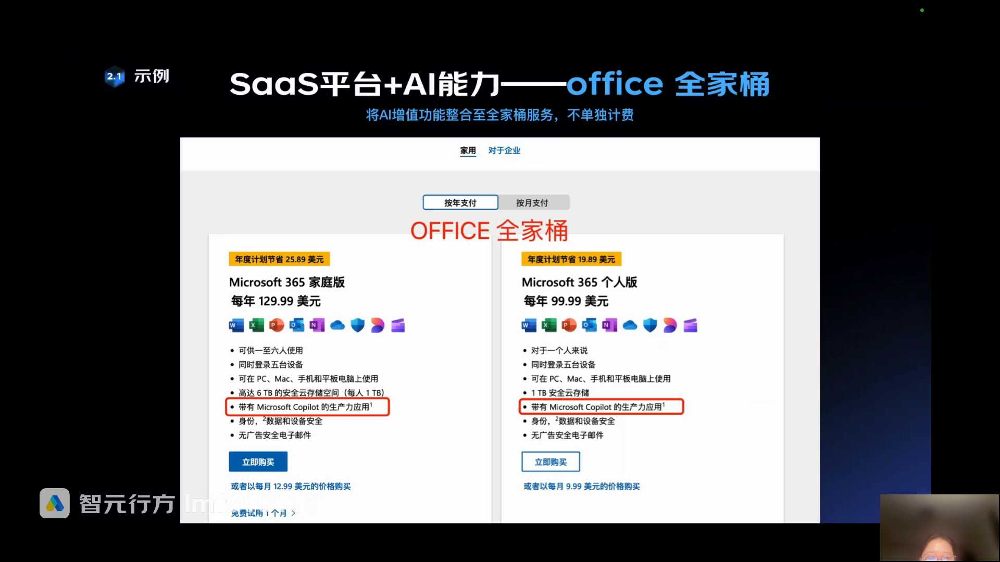 2.1 示例
SaaS平台+AI能力——office 全家桶
将AI增值功能整合至全家桶服务，不单独计费
家用 对于企业
按年支付 按月支付
OFFICE 全家桶
年度计划节省 25.89 美元
Microsoft 365 家庭版
每年 129.99 美元
• 可供一至六人使用
• 同时登录五台设备
• 可在 PC、Mac、手机和平板电脑上使用
• 高达 6 TB 的安全云存储空间（每人 1 TB）
• 带有 Microsoft Copilot 的生产力应用1
• 身份，2数据和设备安全
• 无广告安全电子邮件
立即购买
或者以每月 12.99 美元的价格购买
免费试用 1 个月 >
年度计划节省 19.89 美元
Microsoft 365 个人版
每年 99.99 美元
• 对于一个人来说
• 同时登录五台设备
• 可在 PC、Mac、手机和平板电脑上使用
• 1 TB 安全云存储
• 带有 Microsoft Copilot 的生产力应用1
• 身份，2数据和设备安全
• 无广告安全电子邮件
立即购买
或者以每月 9.99 美元的价格购买
智元行方